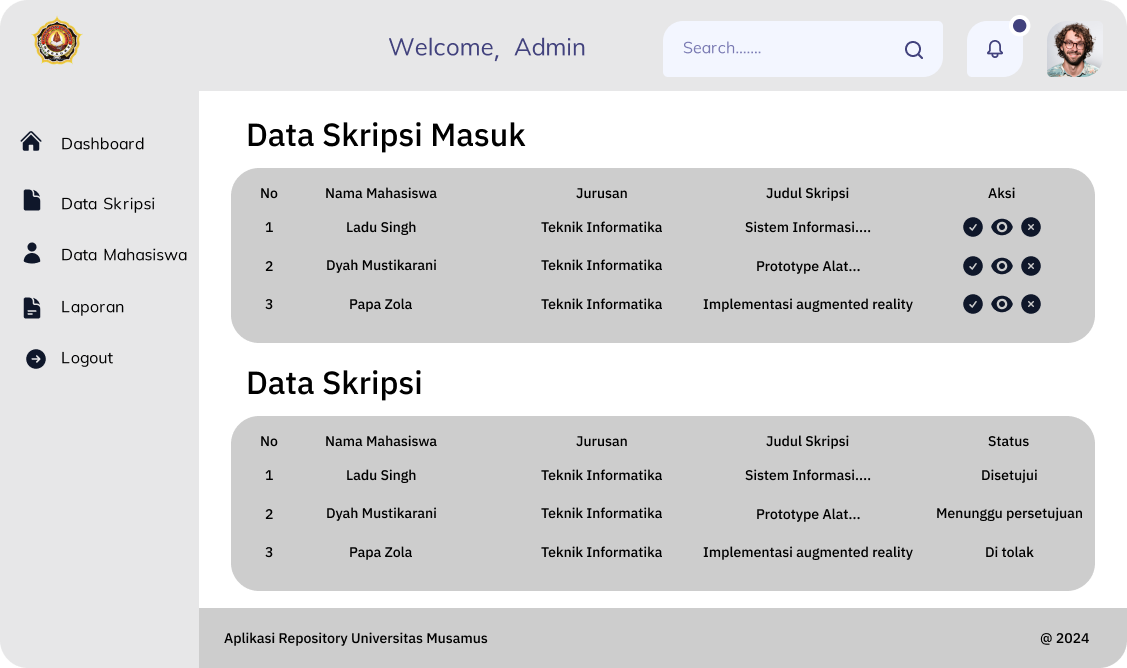 Welcome, Admin
Search.......
Dashboard
Data Skripsi
Data Mahasiswa
Laporan
Logout
Data Skripsi Masuk
No Nama Mahasiswa Jurusan Judul Skripsi Aksi
1 Ladu Singh Teknik Informatika Sistem Informasi....
2 Dyah Mustikarani Teknik Informatika Prototype Alat...
3 Papa Zola Teknik Informatika Implementasi augmented reality
Data Skripsi
No Nama Mahasiswa Jurusan Judul Skripsi Status
1 Ladu Singh Teknik Informatika Sistem Informasi.... Disetujui
2 Dyah Mustikarani Teknik Informatika Prototype Alat... Menunggu persetujuan
3 Papa Zola Teknik Informatika Implementasi augmented reality Di tolak
Aplikasi Repository Universitas Musamus @ 2024